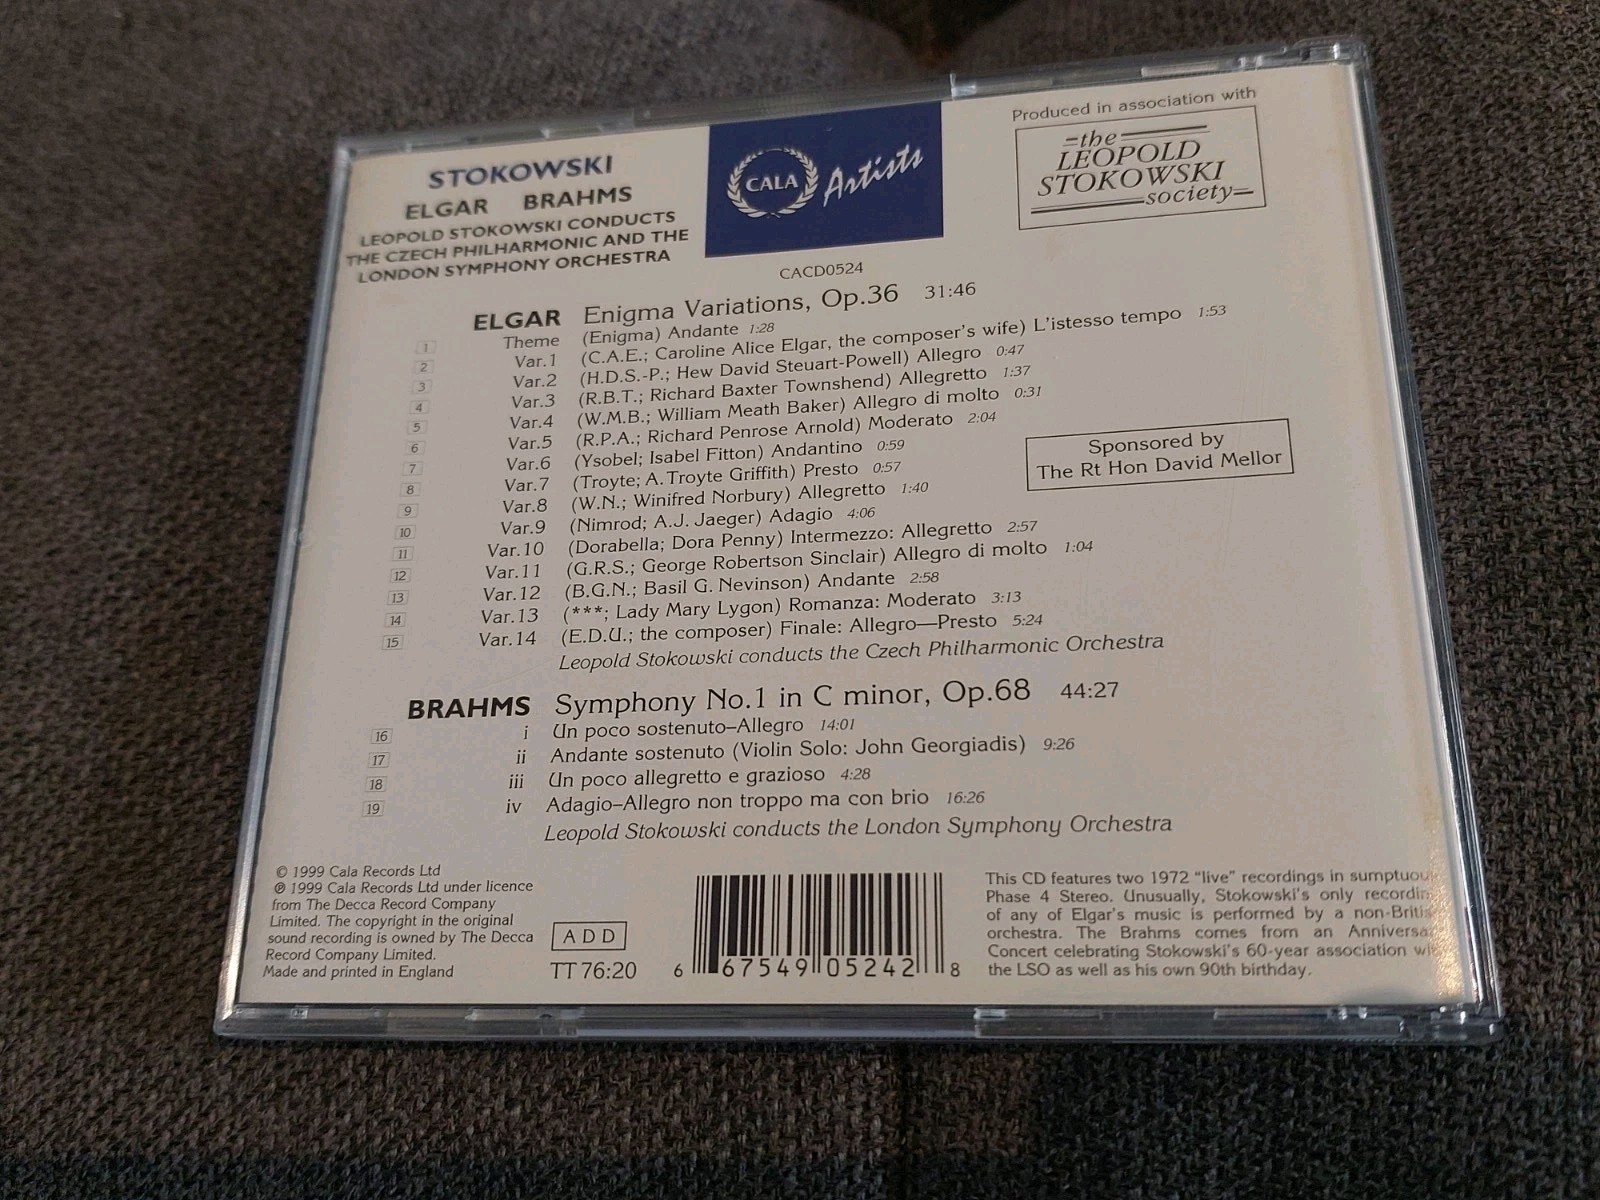 STOKOWSKI
ELGAR BRAHMS
LEOPOLD STOKOWSKI CONDUCTS
THE CZECH PHILHARMONIC AND THE
LONDON SYMPHONY ORCHESTRA
CALA Artists
Produced in association with
the
LEOPOLD
STOKOWSKI
society
CACD0524
ELGAR Enigma Variations, Op.36 31:46
1 Theme (Enigma) Andante 1:28
2 Var.1 (C.A.E.; Caroline Alice Elgar, the composer's wife) L'istesso tempo 1:53
3 Var.2 (H.D.S.-P.; Hew David Steuart-Powell) Allegro 0:47
4 Var.3 (R.B.T.; Richard Baxter Townshend) Allegretto 1:37
5 Var.4 (W.M.B.; William Meath Baker) Allegro di molto 0:31
6 Var.5 (R.P.A.; Richard Penrose Arnold) Moderato 2:04
7 Var.6 (Ysobel; Isabel Fitton) Andantino 0:59
8 Var.7 (Troyte; A. Troyte Griffith) Presto 0:57
9 Var.8 (W.N.; Winifred Norbury) Allegretto 1:40
10 Var.9 (Nimrod; A.J. Jaeger) Adagio 4:06
11 Var.10 (Dorabella; Dora Penny) Intermezzo: Allegretto 2:57
12 Var.11 (G.R.S.; George Robertson Sinclair) Allegro di molto 1:04
13 Var.12 (B.G.N.; Basil G. Nevinson) Andante 2:58
14 Var.13 (***; Lady Mary Lygon) Romanza: Moderato 3:13
15 Var.14 (E.D.U.; the composer) Finale: Allegro—Presto 5:24
Leopold Stokowski conducts the Czech Philharmonic Orchestra
Sponsored by
The Rt Hon David Mellor
BRAHMS Symphony No.1 in C minor, Op.68 44:27
16 i Un poco sostenuto–Allegro 14:01
17 ii Andante sostenuto (Violin Solo: John Georgiadis) 9:26
18 iii Un poco allegretto e grazioso 4:28
19 iv Adagio–Allegro non troppo ma con brio 16:26
Leopold Stokowski conducts the London Symphony Orchestra
© 1999 Cala Records Ltd
℗ 1999 Cala Records Ltd under licence
from The Decca Record Company
Limited. The copyright in the original
sound recording is owned by The Decca
Record Company Limited.
Made and printed in England
ADD
TT 76:20
6 67549 05242 8
This CD features two 1972 "live" recordings in sumptuou
Phase 4 Stereo. Unusually, Stokowski's only recordin
of any of Elgar's music is performed by a non-Britis
orchestra. The Brahms comes from an Anniversa
Concert celebrating Stokowski's 60-year association wi
the LSO as well as his own 90th birthday.